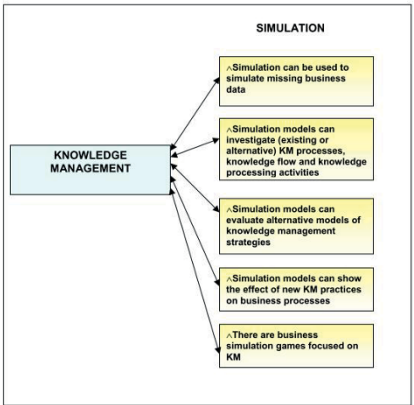 SIMULATION
^Simulation can be used to
simulate missing business
data
^Simulation models can
investigate (existing or
alternative) KM processes,
knowledge flow and knowledge
processing activities
KNOWLEDGE
MANAGEMENT
^Simulation models can
evaluate alternative models of
knowledge management
strategies
^Simulation models can show
the effect of new KM practices
on business processes
^There are business
simulation games focused on
KM